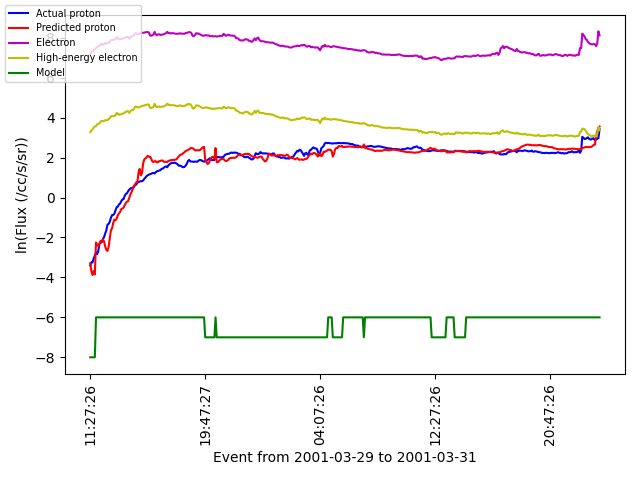 Actual proton
Predicted proton
Electron
High-energy electron
Model
8
6
4
2
0
−2
−4
−6
−8
ln(Flux (/cc/s/sr))
11:27:26
19:47:27
04:07:26
12:27:26
20:47:26
Event from 2001-03-29 to 2001-03-31